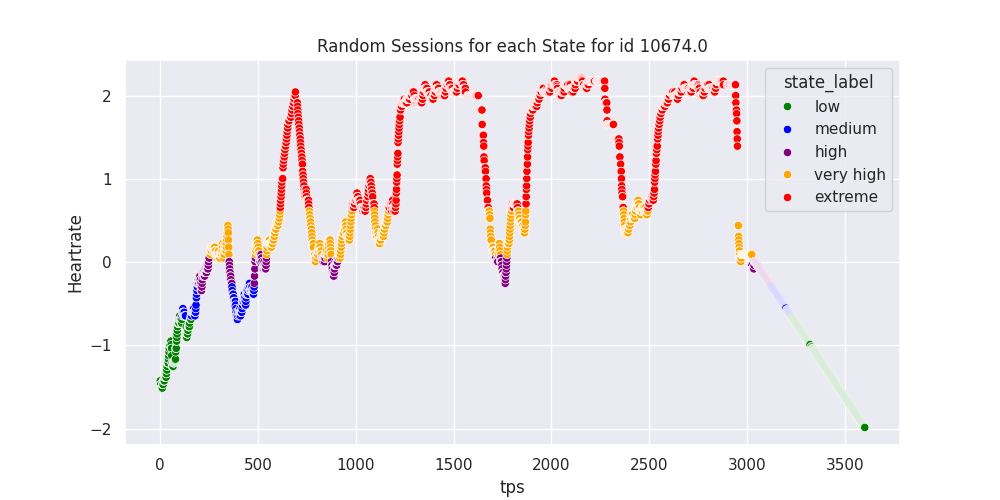 Random Sessions for each State for id 10674.0
state_label
low
medium
high
very high
extreme
Heartrate
2
1
0
−1
−2
0
500
1000
1500
2000
2500
3000
3500
tps